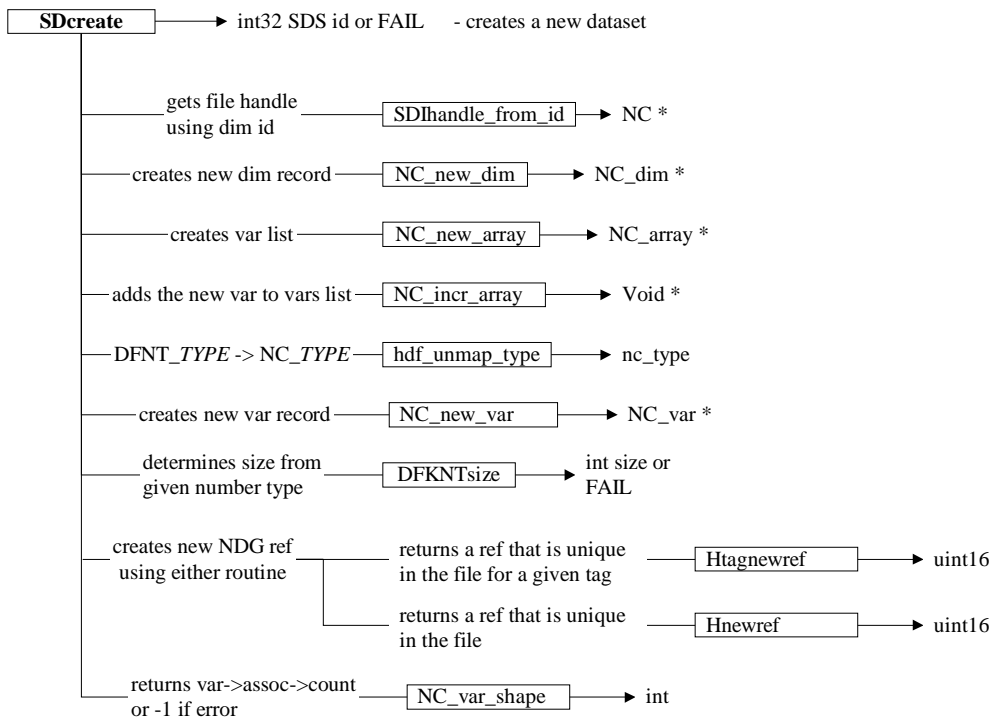 SDcreate int32 SDS id or FAIL - creates a new dataset
gets file handle
using dim id
SDIhandle_from_id NC *
creates new dim record NC_new_dim NC_dim *
creates var list NC_new_array NC_array *
adds the new var to vars list NC_incr_array Void *
DFNT_TYPE -> NC_TYPE hdf_unmap_type nc_type
creates new var record NC_new_var NC_var *
determines size from
given number type
DFKNTsize
int size or
FAIL
creates new NDG ref
using either routine
returns a ref that is unique
in the file for a given tag
Htagnewref uint16
returns a ref that is unique
in the file
Hnewref uint16
returns var->assoc->count
or -1 if error
NC_var_shape int